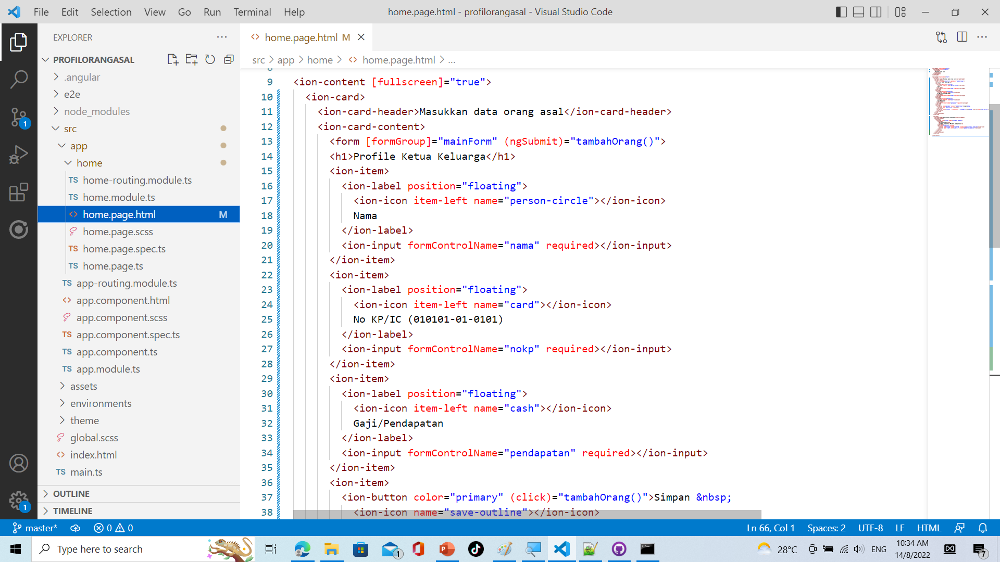 File Edit Selection View Go Run Terminal Help
home.page.html - profilorangasal - Visual Studio Code
EXPLORER
PROFILORANGASAL
.angular
e2e
node_modules
src
app
home
TS home-routing.module.ts
TS home.module.ts
<> home.page.html M
home.page.scss
TS home.page.spec.ts
TS home.page.ts
TS app-routing.module.ts
<> app.component.html
app.component.scss
TS app.component.spec.ts
TS app.component.ts
TS app.module.ts
assets
environments
theme
global.scss
<> index.html
TS main.ts
OUTLINE
TIMELINE
1
1
<> home.page.html M
src > app > home > <> home.page.html > ...
8
9 <ion-content [fullscreen]="true">
10 <ion-card>
11 <ion-card-header>Masukkan data orang asal</ion-card-header>
12 <ion-card-content>
13 <form [formGroup]="mainForm" (ngSubmit)="tambahOrang()">
14 <h1>Profile Ketua Keluarga</h1>
15 <ion-item>
16 <ion-label position="floating">
17 <ion-icon item-left name="person-circle"></ion-icon>
18 Nama
19 </ion-label>
20 <ion-input formControlName="nama" required></ion-input>
21 </ion-item>
22 <ion-item>
23 <ion-label position="floating">
24 <ion-icon item-left name="card"></ion-icon>
25 No KP/IC (010101-01-0101)
26 </ion-label>
27 <ion-input formControlName="nokp" required></ion-input>
28 </ion-item>
29 <ion-item>
30 <ion-label position="floating">
31 <ion-icon item-left name="cash"></ion-icon>
32 Gaji/Pendapatan
33 </ion-label>
34 <ion-input formControlName="pendapatan" required></ion-input>
35 </ion-item>
36 <ion-item>
37 <ion-button color="primary" (click)="tambahOrang()">Simpan &nbsp;
38 <ion-icon name="save-outline"></ion-icon>
master* 0 0
Ln 66, Col 1 Spaces: 2 UTF-8 LF HTML
Type here to search
1
28°C ENG
10:34 AM
14/8/2022
7